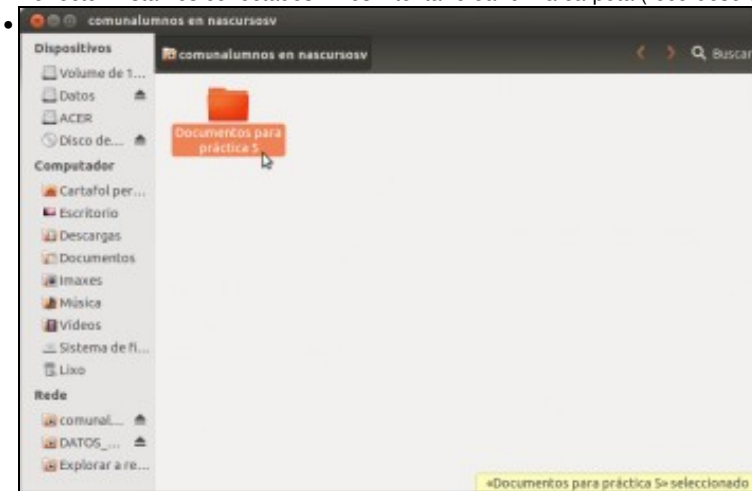 comunalumnos en nascursosv
Dispositivos
Volume de 1...
Datos
ACER
Disco de...
Computador
Cartafol per...
Escritorio
Descargas
Documentos
Imaxes
Música
Vídeos
Sistema de fi...
Lixo
Rede
comunal...
DATOS_...
Explorar a re...
comunalumnos en nascursosv
Buscar
Documentos para
práctica S
«Documentos para práctica S» seleccionado